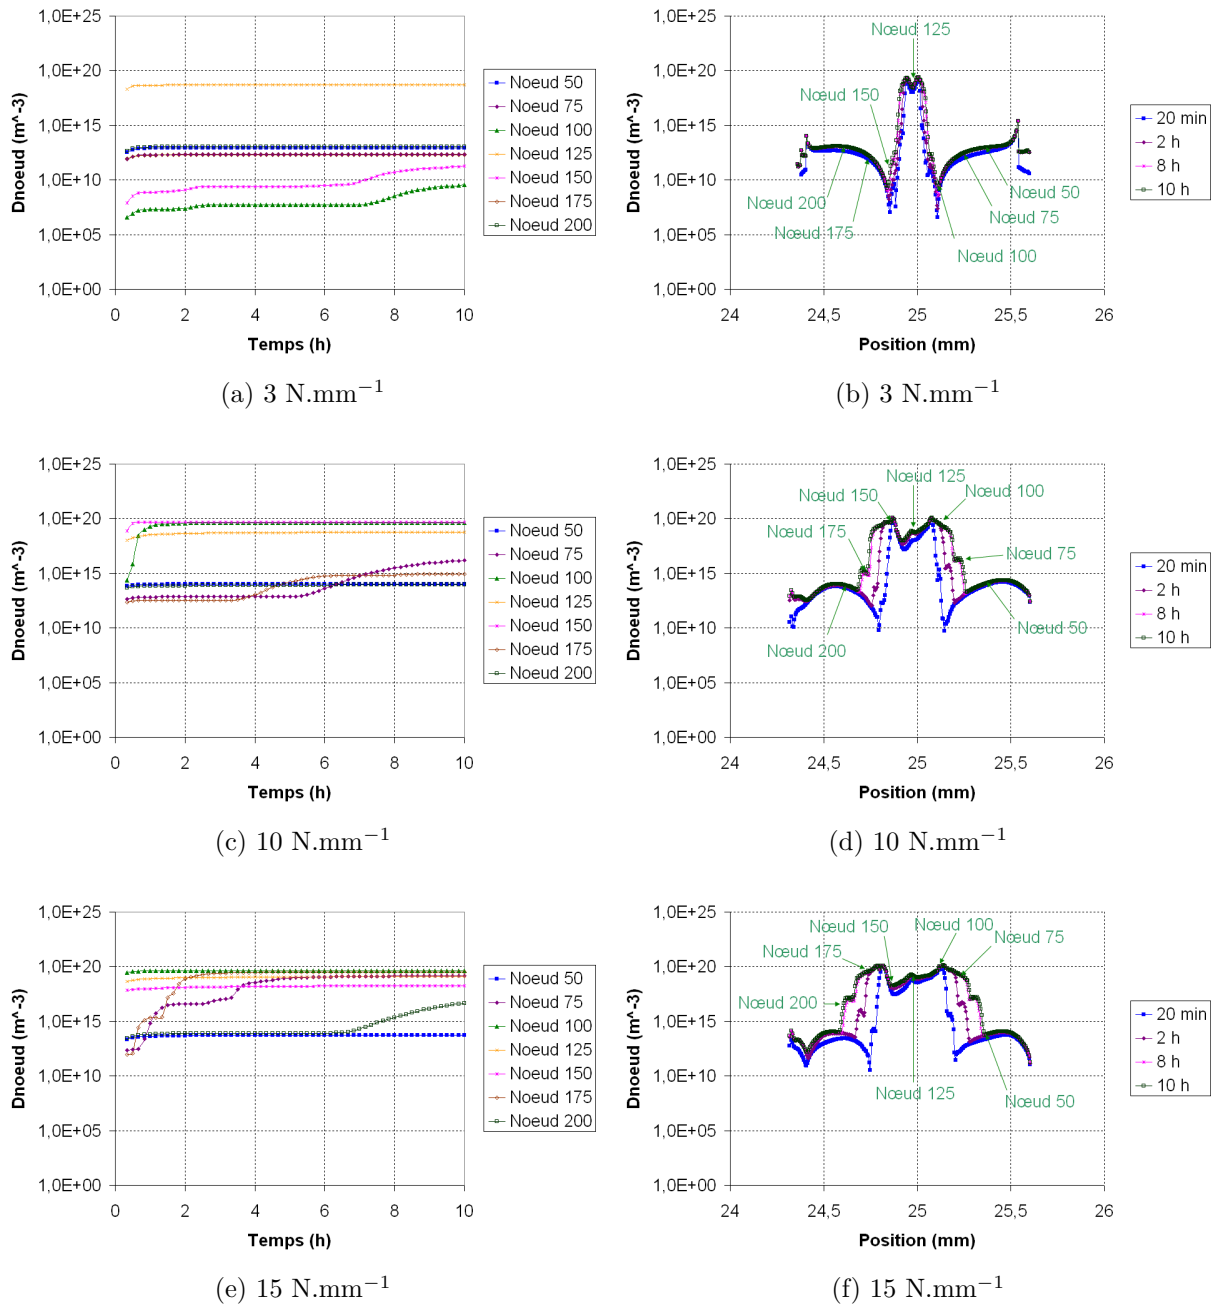 1,0E+25
1,0E+20
1,0E+15
1,0E+10
1,0E+05
1,0E+00
Dnoeud (m^-3)
0 2 4 6 8 10
Temps (h)
Noeud 50
Noeud 75
Noeud 100
Noeud 125
Noeud 150
Noeud 175
Noeud 200
(a) 3 N.mm−1
1,0E+25
1,0E+20
1,0E+15
1,0E+10
1,0E+05
1,0E+00
Dnoeud (m^-3)
24 24,5 25 25,5 26
Position (mm)
Nœud 125
Nœud 150
Nœud 200
Nœud 175
Nœud 50
Nœud 75
Nœud 100
20 min
2 h
8 h
10 h
(b) 3 N.mm−1
1,0E+25
1,0E+20
1,0E+15
1,0E+10
1,0E+05
1,0E+00
Dnoeud (m^-3)
0 2 4 6 8 10
Temps (h)
Noeud 50
Noeud 75
Noeud 100
Noeud 125
Noeud 150
Noeud 175
Noeud 200
(c) 10 N.mm−1
1,0E+25
1,0E+20
1,0E+15
1,0E+10
1,0E+05
1,0E+00
Dnoeud (m^-3)
24 24,5 25 25,5 26
Position (mm)
Nœud 125
Nœud 150
Nœud 100
Nœud 175
Nœud 75
Nœud 50
Nœud 200
20 min
2 h
8 h
10 h
(d) 10 N.mm−1
1,0E+25
1,0E+20
1,0E+15
1,0E+10
1,0E+05
1,0E+00
Dnoeud (m^-3)
0 2 4 6 8 10
Temps (h)
Noeud 50
Noeud 75
Noeud 100
Noeud 125
Noeud 150
Noeud 175
Noeud 200
(e) 15 N.mm−1
1,0E+25
1,0E+20
1,0E+15
1,0E+10
1,0E+05
1,0E+00
Dnoeud (m^-3)
24 24,5 25 25,5 26
Position (mm)
Nœud 150
Nœud 100
Nœud 175
Nœud 75
Nœud 200
Nœud 125
Nœud 50
20 min
2 h
8 h
10 h
(f) 15 N.mm−1